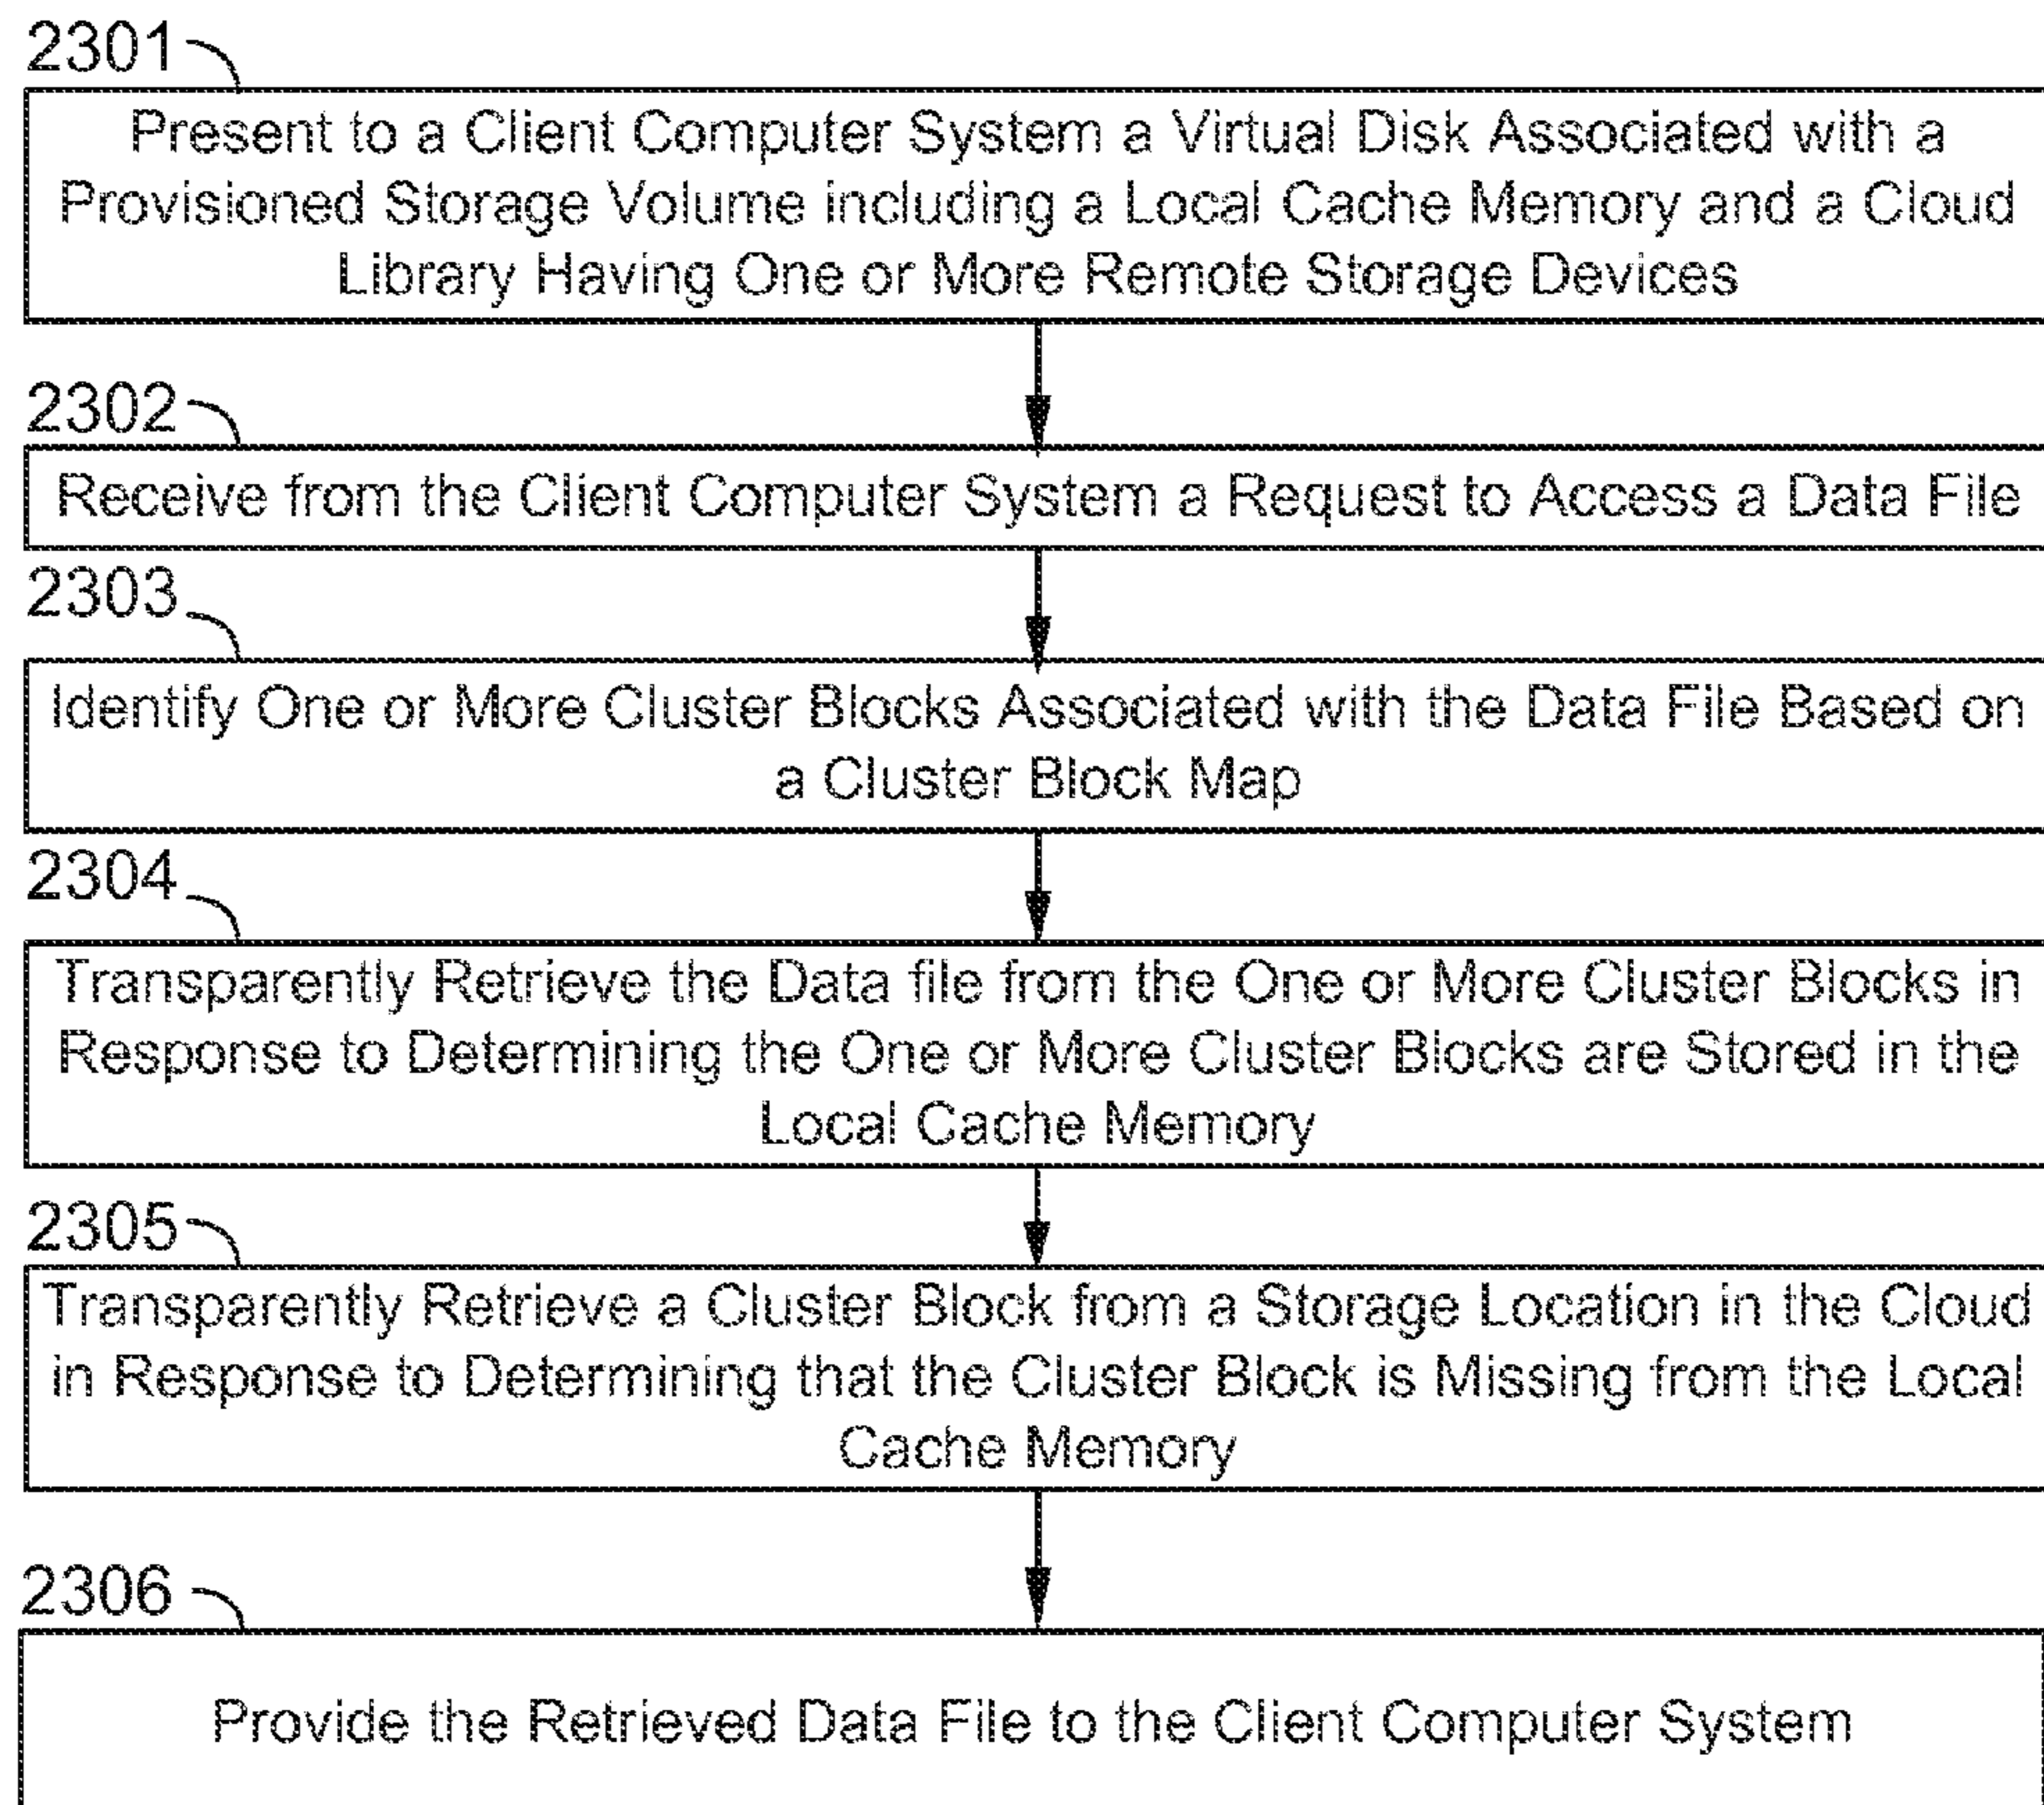 2301
Present to a Client Computer System a Virtual Disk Associated with a
Provisioned Storage Volume including a Local Cache Memory and a Cloud
Library Having One or More Remote Storage Devices
2302
Receive from the Client Computer System a Request to Access a Data File
2303
Identify One or More Cluster Blocks Associated with the Data File Based on
a Cluster Block Map
2304
Transparently Retrieve the Data file from the One or More Cluster Blocks in
Response to Determining the One or More Cluster Blocks are Stored in the
Local Cache Memory
2305
Transparently Retrieve a Cluster Block from a Storage Location in the Cloud
in Response to Determining that the Cluster Block is Missing from the Local
Cache Memory
2306
Provide the Retrieved Data File to the Client Computer System